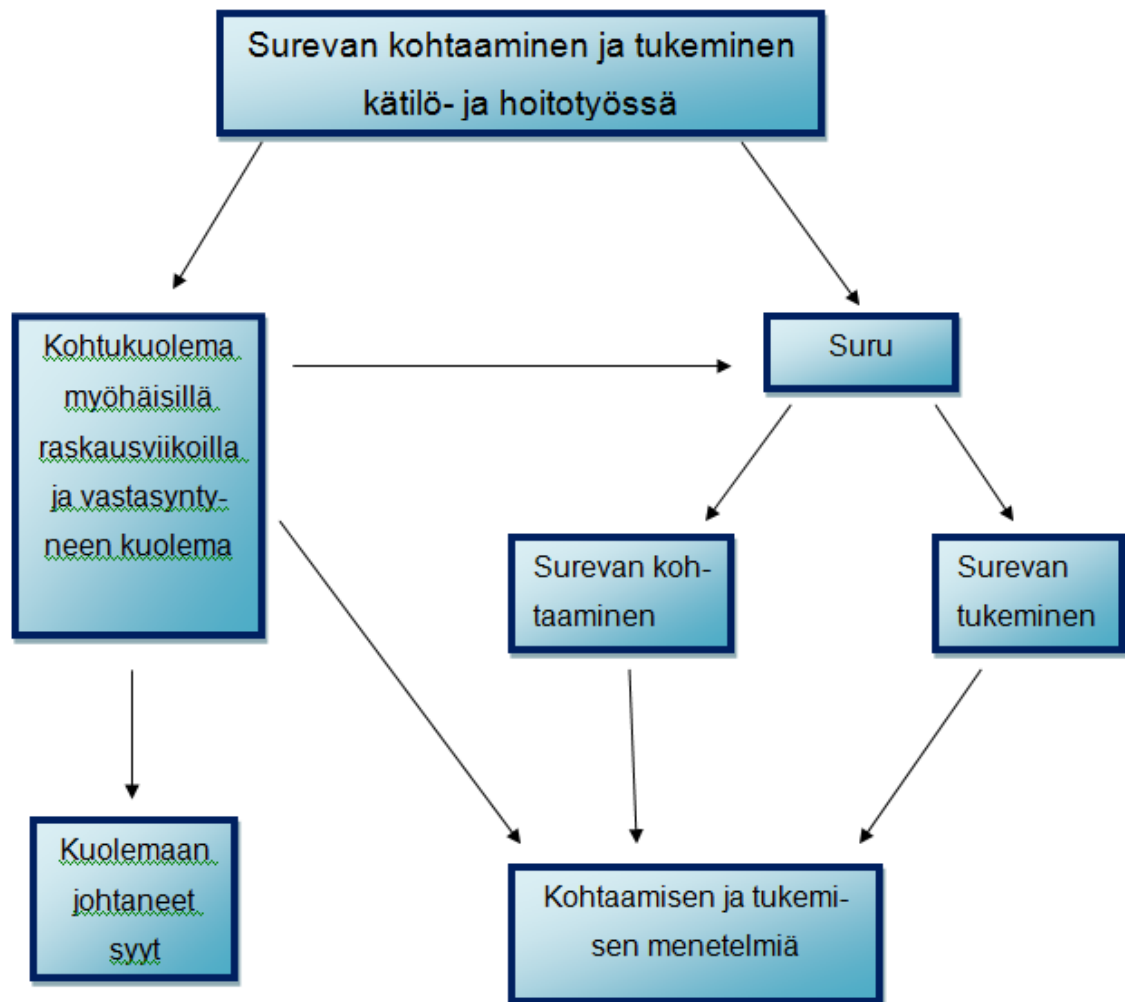 Surevan kohtaaminen ja tukeminen
kätilö- ja hoitotyössä
Kohtukuolema
myöhäisillä
raskausviikoilla
ja vastasynty-
neen kuolema
Suru
Surevan koh-
taaminen
Surevan
tukeminen
Kuolemaan
johtaneet
syyt
Kohtaamisen ja tukemi-
sen menetelmiä